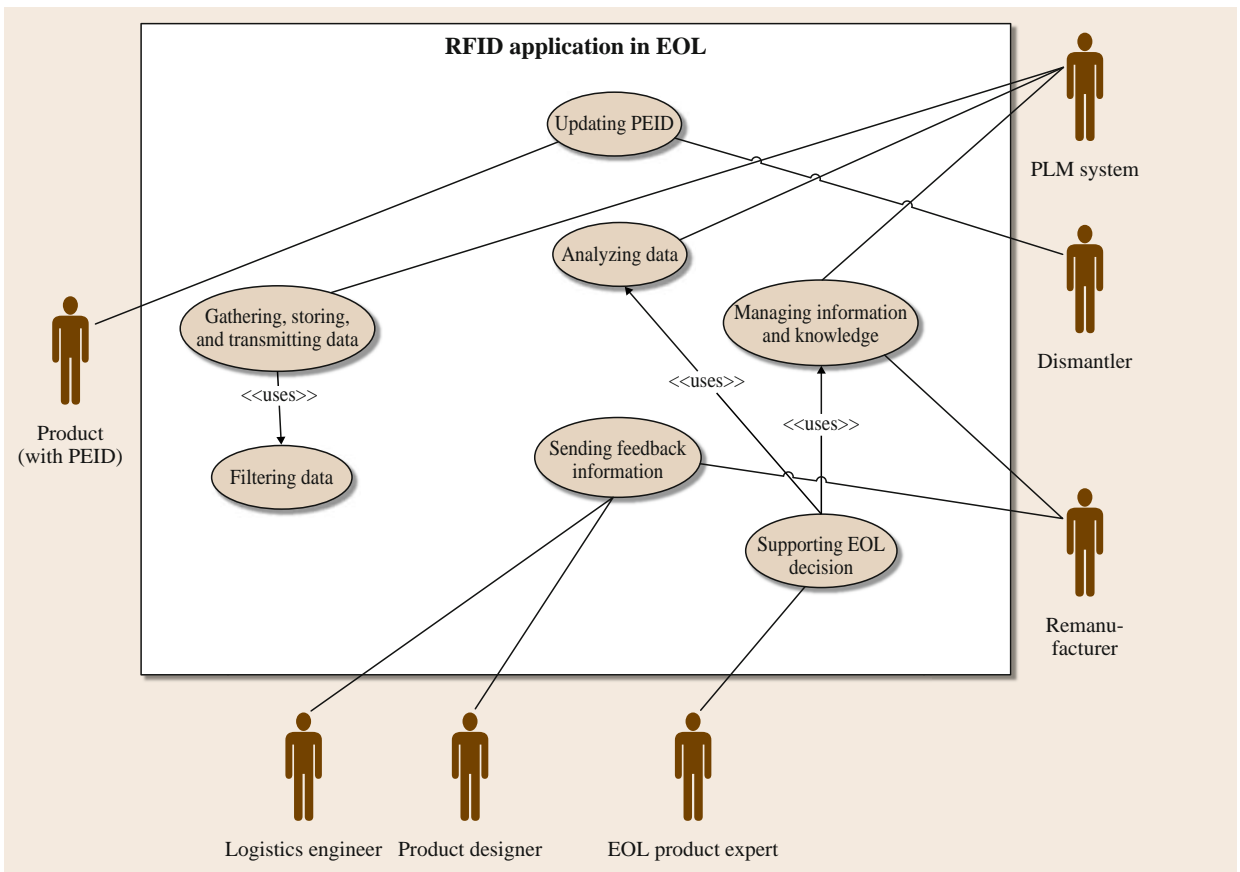 RFID application in EOL
Updating PEID
PLM system
Analyzing data
Gathering, storing,
and transmitting data
Managing information
and knowledge
Dismantler
<<uses>>
<<uses>>
<<uses>>
Product
(with PEID)
Filtering data
Sending feedback
information
Supporting EOL
decision
Remanu-
facturer
Logistics engineer
Product designer
EOL product expert